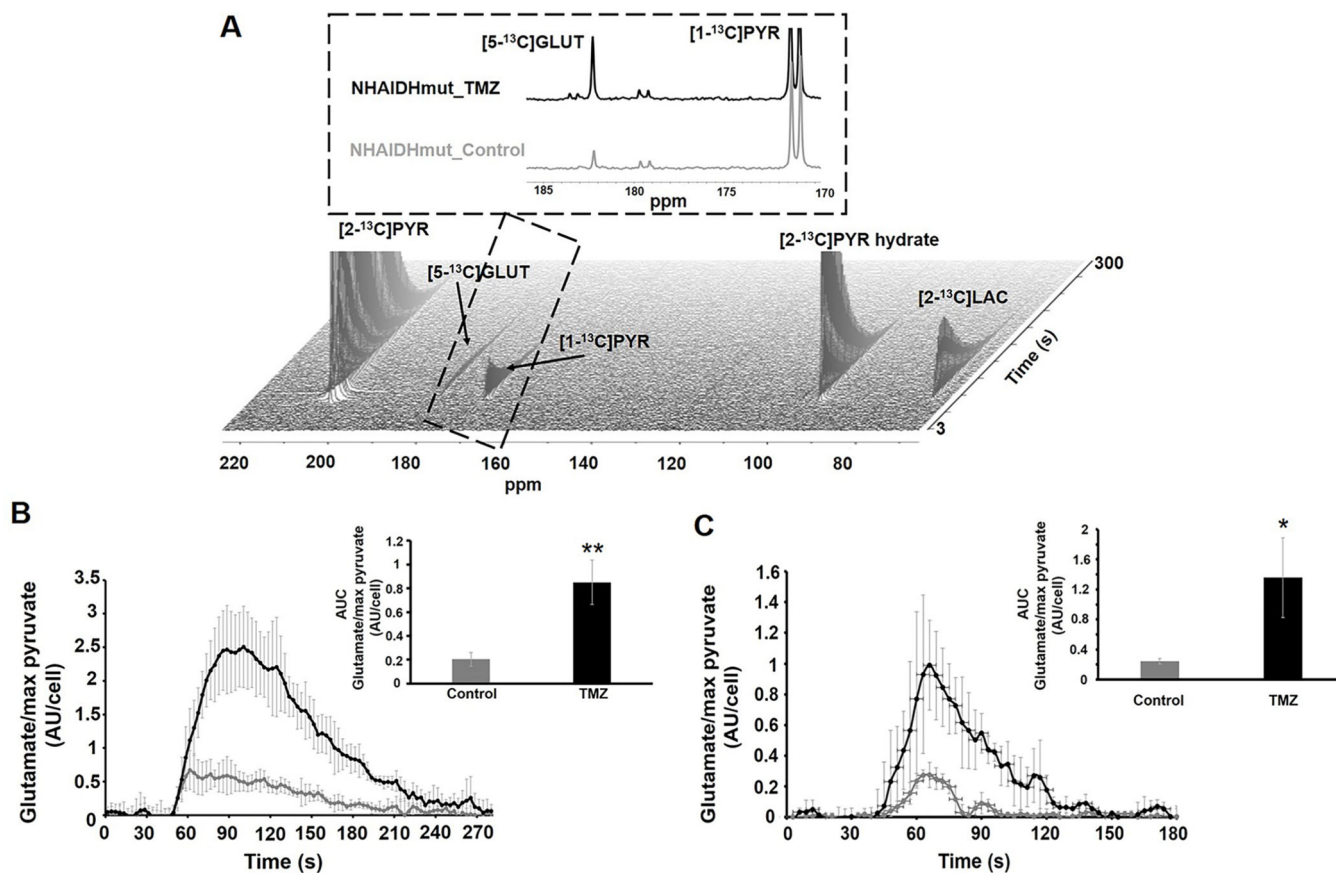 A
[5-¹³C]GLUT
[1-¹³C]PYR
NHAIDHmut_TMZ
NHAIDHmut_Control
185 180 175 170
ppm
[2-¹³C]PYR
[2-¹³C]PYR hydrate
[5-¹³C]GLUT
[2-¹³C]LAC
[1-¹³C]PYR
300
Time (s)
3
220 200 180 160 140 120 100 80
ppm
B
Glutamate/max pyruvate
(AU/cell)
3.5
3
2.5
2
1.5
1
0.5
0
0 30 60 90 120 150 180 210 240 270
Time (s)
AUC
Glutamate/max pyruvate
(AU/cell)
1.2
1
0.8
0.6
0.4
0.2
0
**
Control TMZ
C
Glutamate/max pyruvate
(AU/cell)
1.6
1.4
1.2
1
0.8
0.6
0.4
0.2
0
0 30 60 90 120 150 180
Time (s)
AUC
Glutamate/max pyruvate
(AU/cell)
2
1.6
1.2
0.8
0.4
0
*
Control TMZ